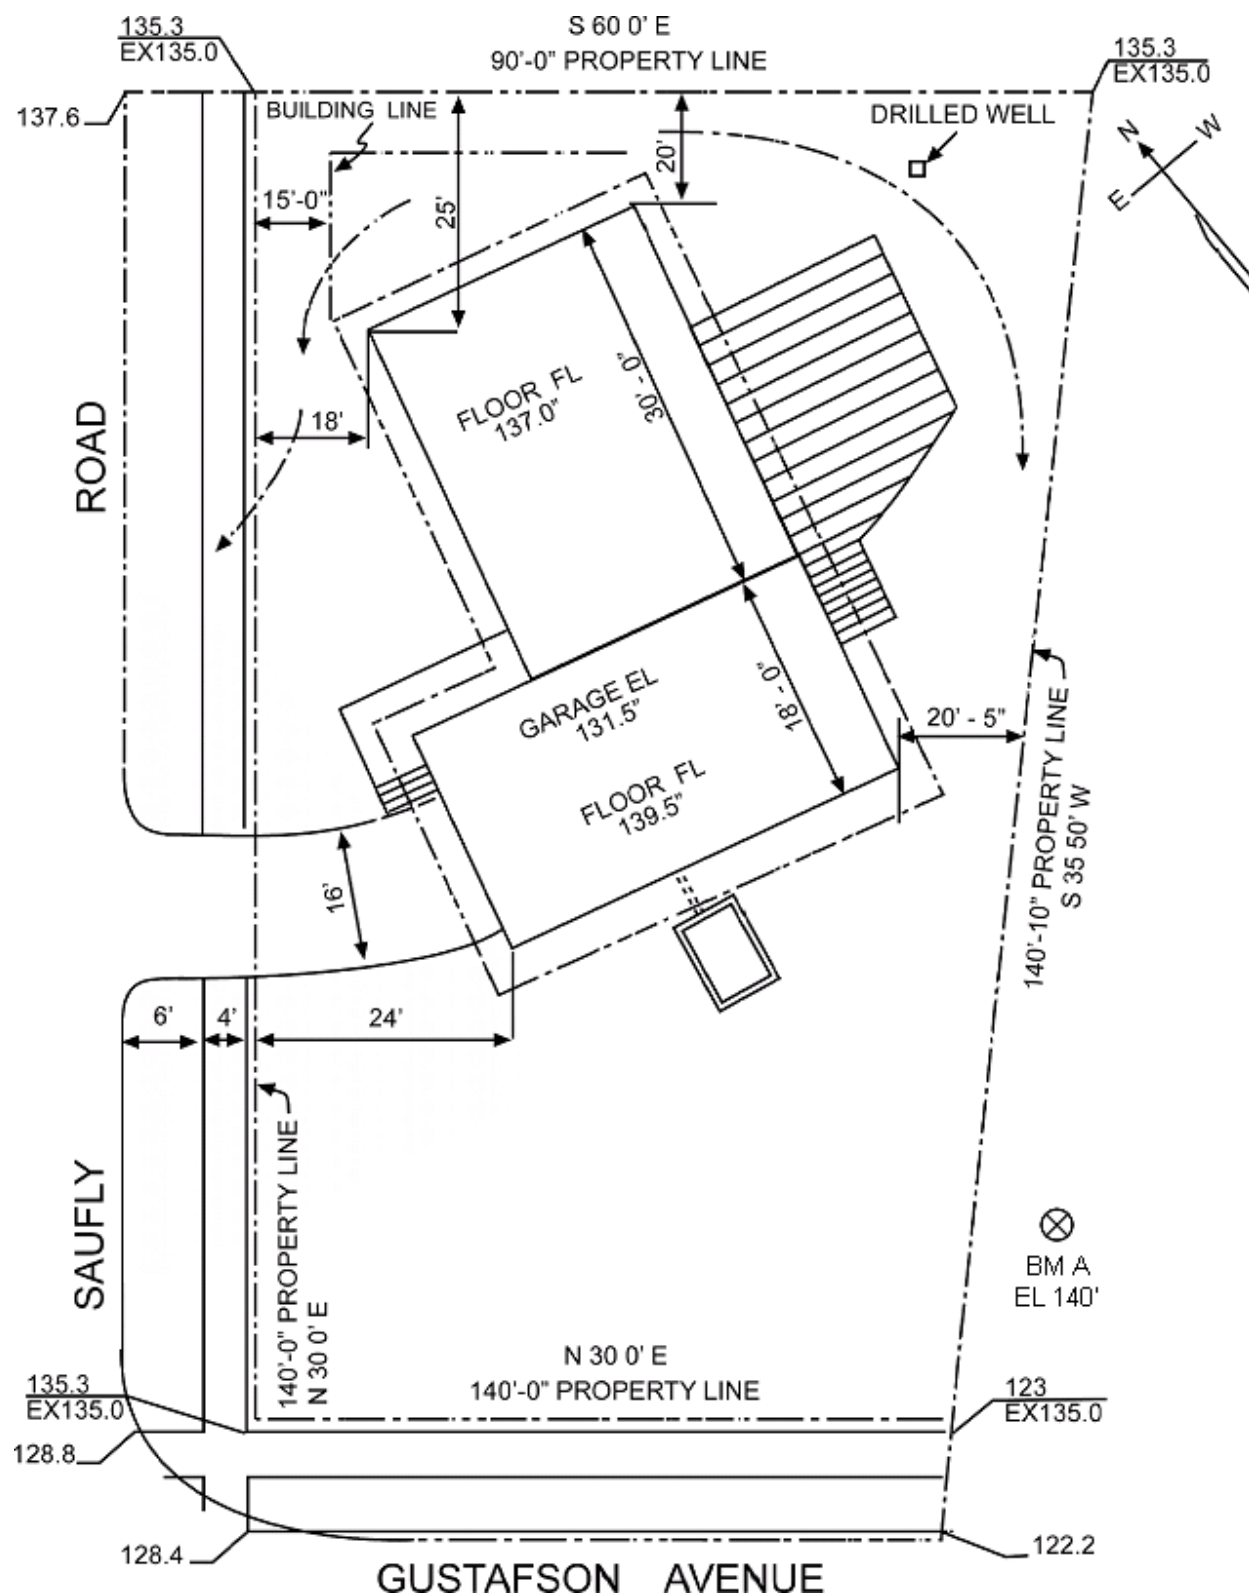 135.3
EX135.0
S 60 0' E
90'-0" PROPERTY LINE
135.3
EX135.0
137.6
BUILDING LINE
DRILLED WELL
N
W
E
20'
15'-0"
25'
18'
FLOOR FL
137.0"
30' - 0"
ROAD
GARAGE EL
131.5"
18' - 0"
FLOOR FL
139.5"
20' - 5"
140'-10" PROPERTY LINE
S 35 50' W
16'
6'
4'
24'
140'-0" PROPERTY LINE
N 30 0' E
SAUFLY
BM A
EL 140'
N 30 0' E
140'-0" PROPERTY LINE
135.3
EX135.0
123
EX135.0
128.8
128.4
122.2
GUSTAFSON AVENUE